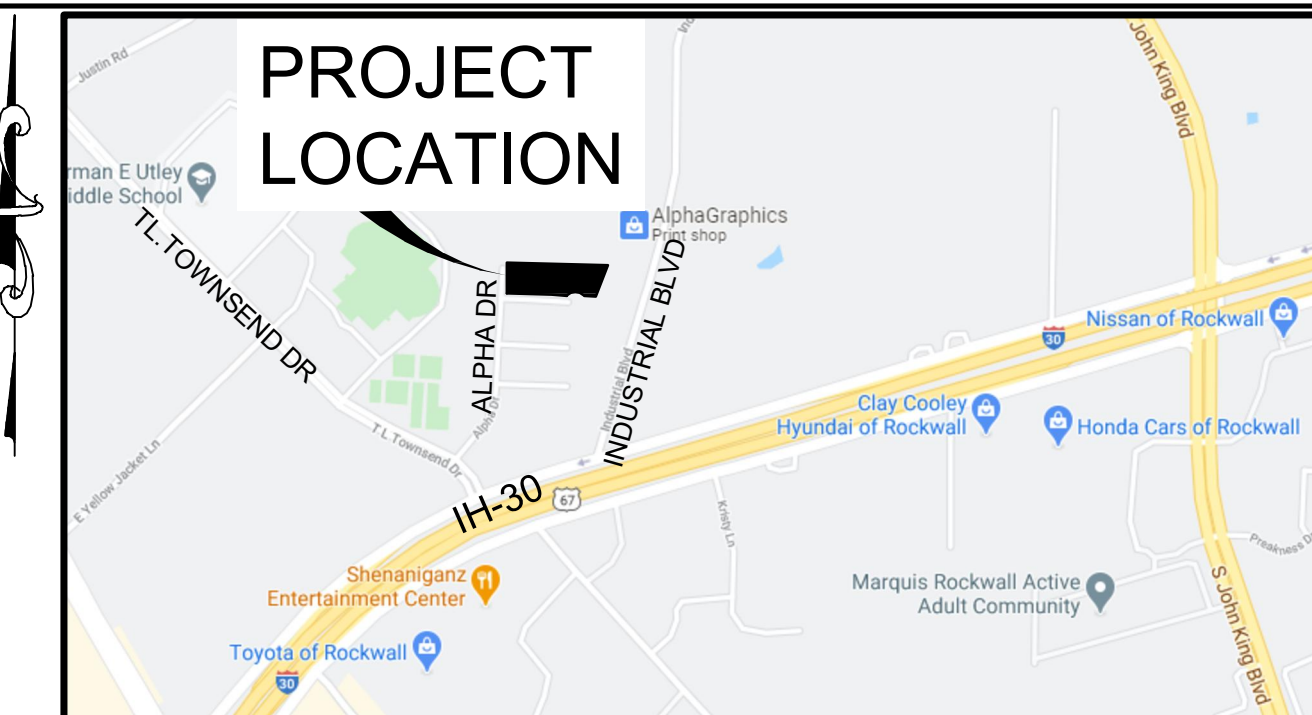 PROJECT
LOCATION
Justin Rd
John King Blvd
rman E Utley
iddle School
TL.TOWNSEND DR
AlphaGraphics
Print shop
ALPHA DR
INDUSTRIAL BLVD
Industrial Blvd
Nissan of Rockwall
30
Clay Cooley
Hyundai of Rockwall
Honda Cars of Rockwall
Alpha Dr
T L Townsend Dr
E Yellow Jacket Ln
IH-30
67
Kristy Ln
Preakness D
Shenaniganz
Entertainment Center
Marquis Rockwall Active
Adult Community
S John King Blvd
Toyota of Rockwall
30